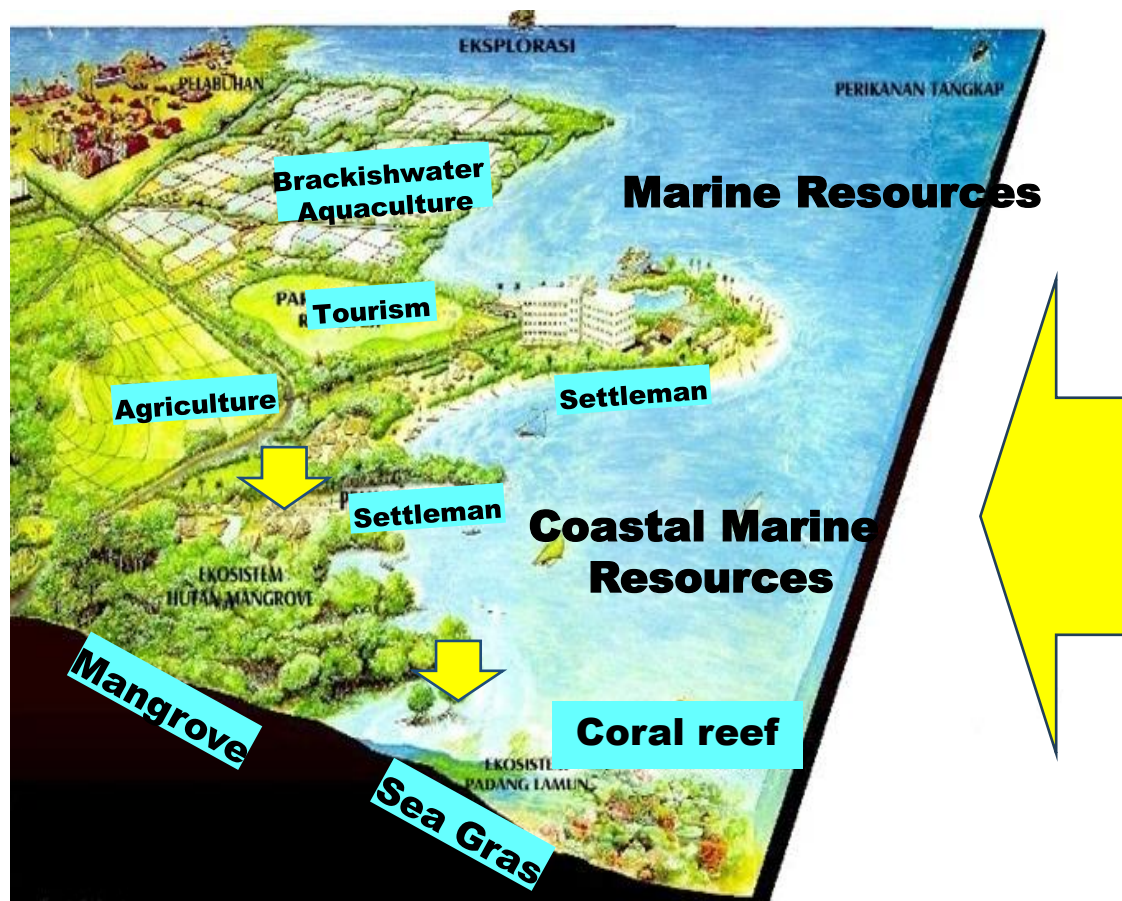 EKSPLORASI
PELABUHAN
PERIKANAN TANGKAP
Brackishwater
Aquaculture
Marine Resources
Tourism
Agriculture
Settleman
Settleman
Coastal Marine
Resources
EKOSISTEM
HUTAN MANGROVE
Mangrove
Coral reef
PADANG LAMUN
Sea Gras